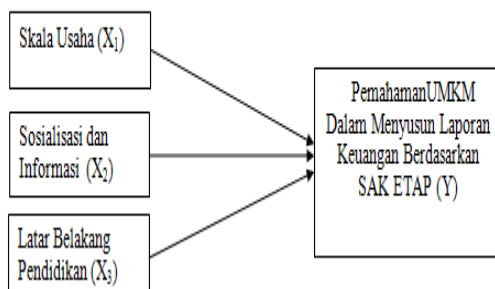 Skala Usaha (X₁)
Sosialisasi dan
Informasi (X₂)
Latar Belakang
Pendidikan (X₃)
PemahamanUMKM
Dalam Menyusun Laporan
Keuangan Berdasarkan
SAK ETAP (Y)